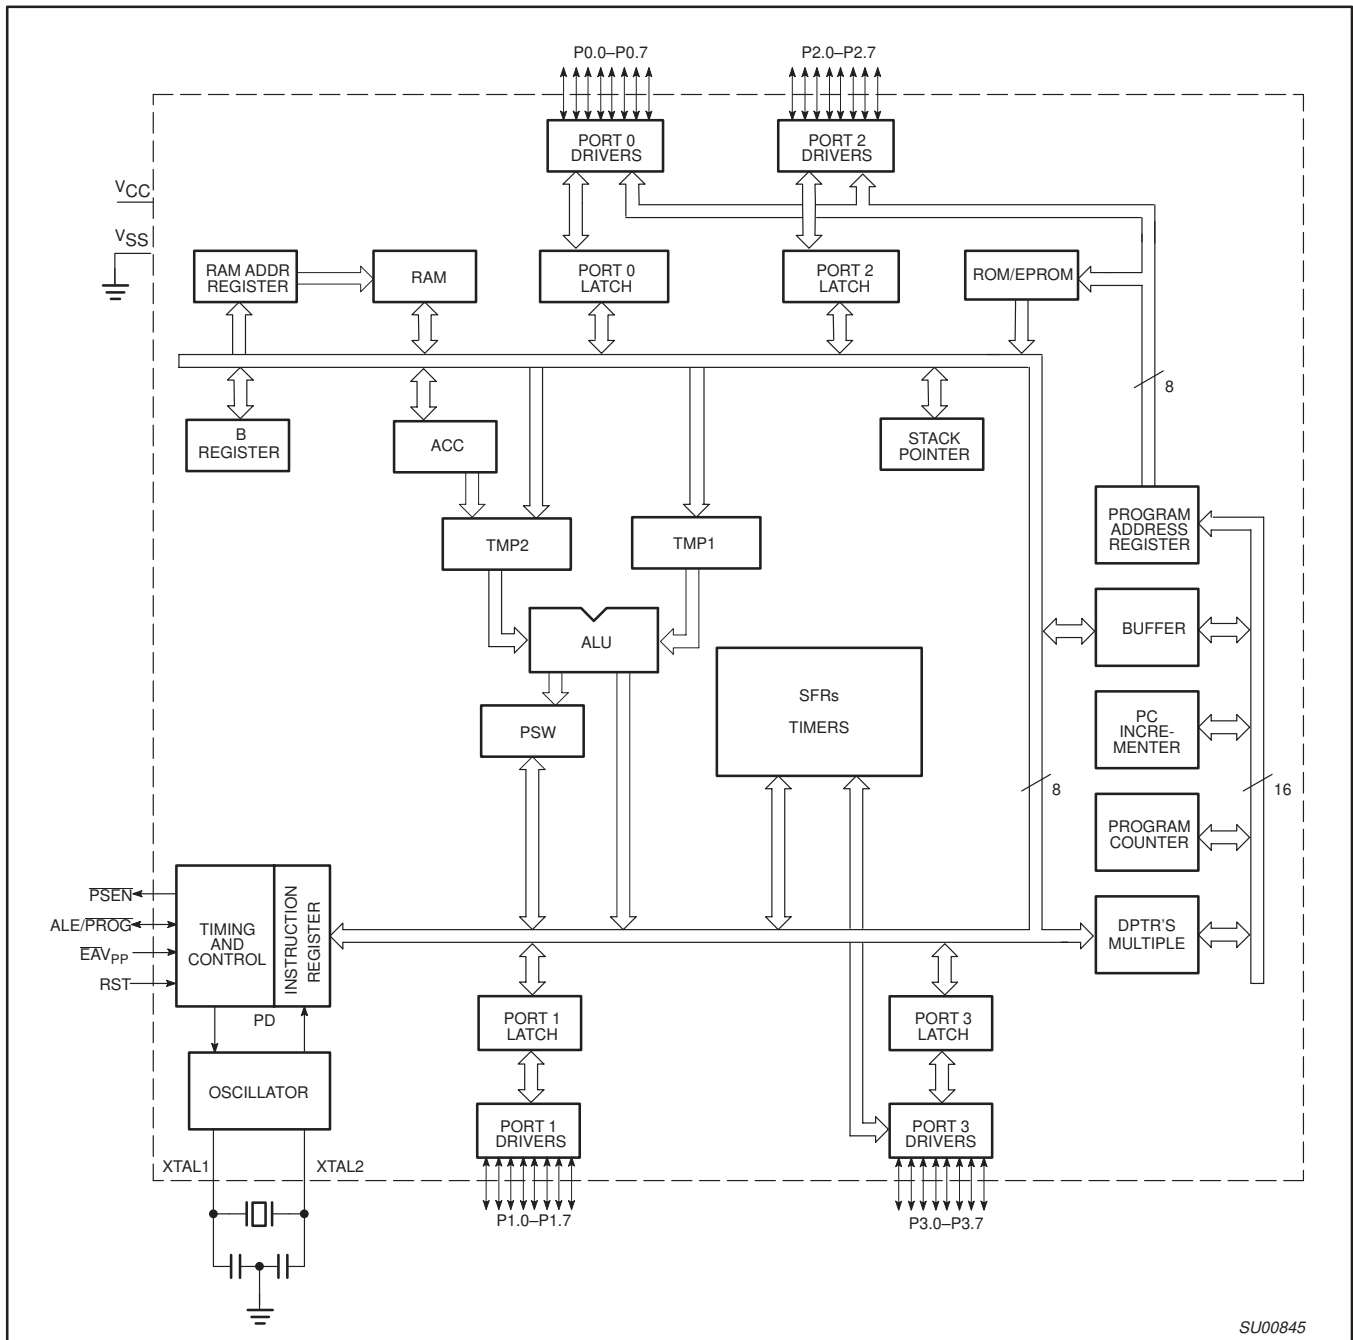 P0.0–P0.7
P2.0–P2.7
PORT 0
DRIVERS
PORT 2
DRIVERS
VCC
VSS
RAM ADDR
REGISTER
RAM
PORT 0
LATCH
PORT 2
LATCH
ROM/EPROM
8
B
REGISTER
ACC
STACK
POINTER
PROGRAM
ADDRESS
REGISTER
TMP2
TMP1
ALU
BUFFER
SFRs
TIMERS
PSW
PC
INCRE-
MENTER
8
16
PROGRAM
COUNTER
PSEN
ALE/PROG
EAVPP
RST
TIMING
AND
CONTROL
INSTRUCTION
REGISTER
DPTR'S
MULTIPLE
PD
PORT 1
LATCH
PORT 3
LATCH
OSCILLATOR
PORT 1
DRIVERS
PORT 3
DRIVERS
XTAL1
XTAL2
P1.0–P1.7
P3.0–P3.7
SU00845